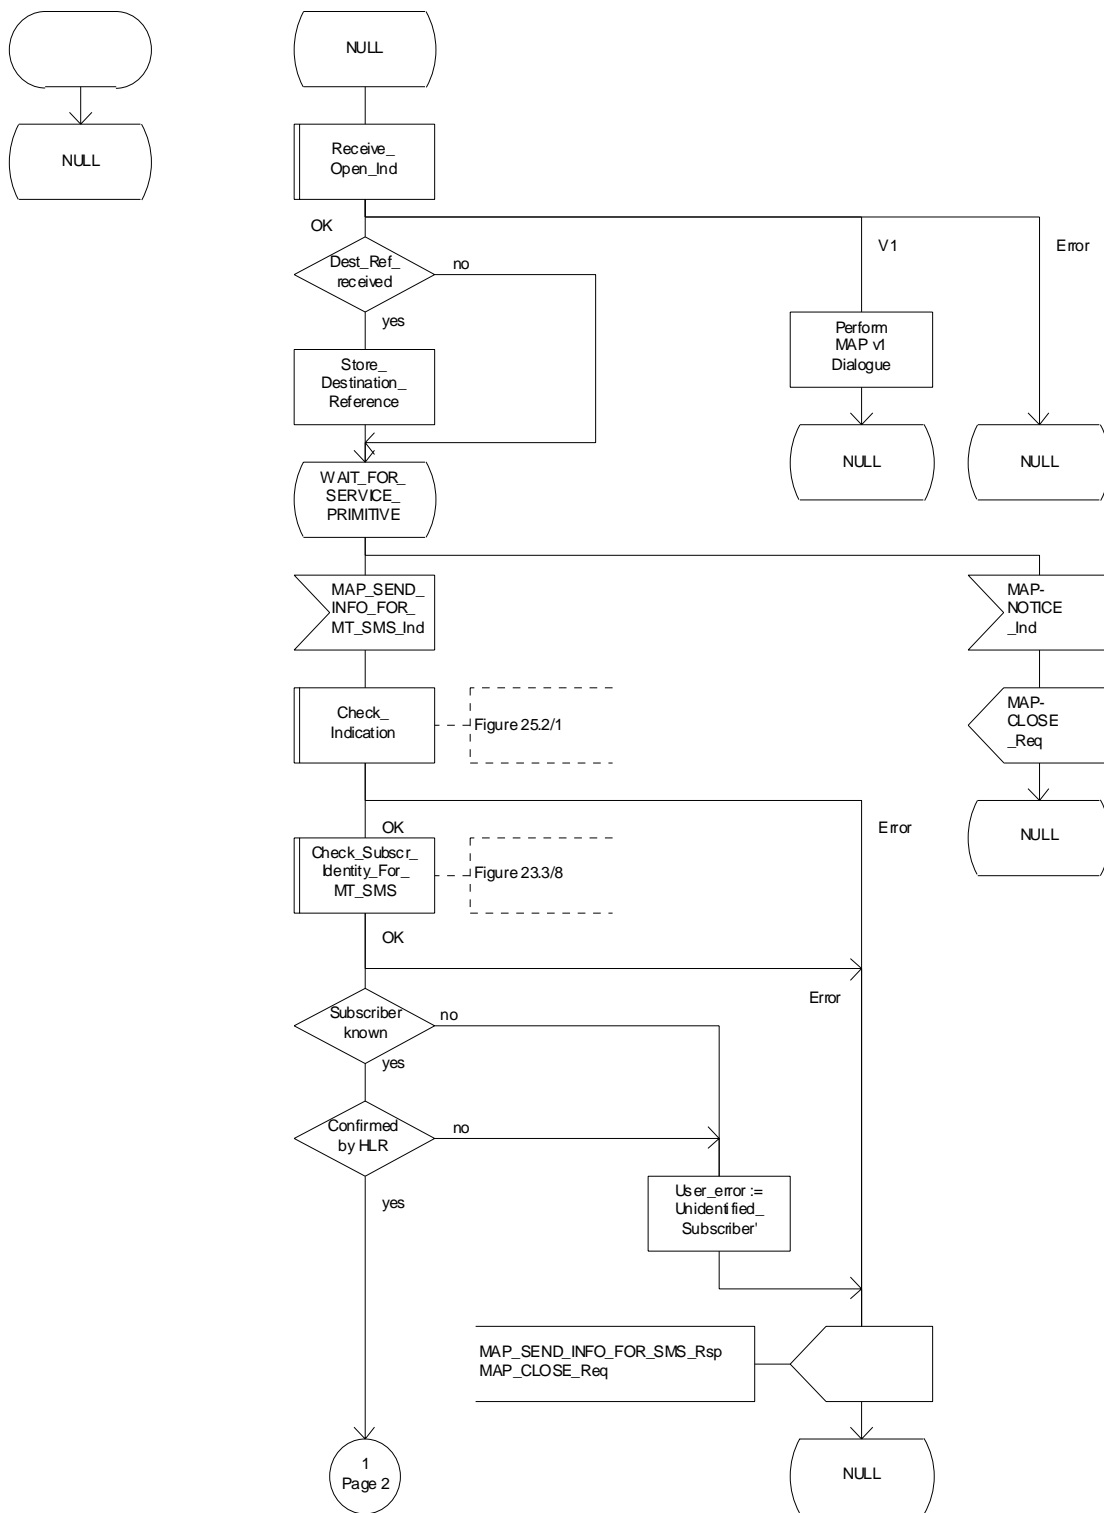 NULL
NULL
Receive_
Open_Ind
OK
V1
Error
Dest_Ref_
received
no
yes
Perform
MAP v1
Dialogue
Store_
Destination_
Reference
NULL
NULL
WAIT_FOR_
SERVICE_
PRIMITIVE
MAP_SEND_
INFO_FOR_
MT_SMS_Ind
MAP-
NOTICE
_Ind
Check_
Indication
Figure 25.2/1
MAP-
CLOSE
_Req
OK
Error
NULL
Check_Subscr_
Identity_For_
MT_SMS
Figure 23.3/8
OK
Error
Subscriber
known
no
yes
Confirmed
by HLR
no
yes
User_error :=
Unidentified_
Subscriber'
MAP_SEND_INFO_FOR_SMS_Rsp
MAP_CLOSE_Req
1
Page 2
NULL